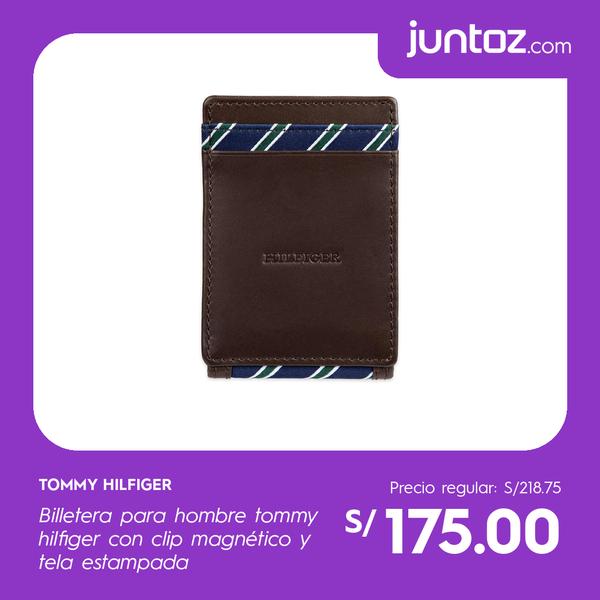 juntoz.com
HILFIGER
TOMMY HILFIGER
Billetera para hombre tommy
hilfiger con clip magnético y
tela estampada
Precio regular: S/218.75
S/ 175.00